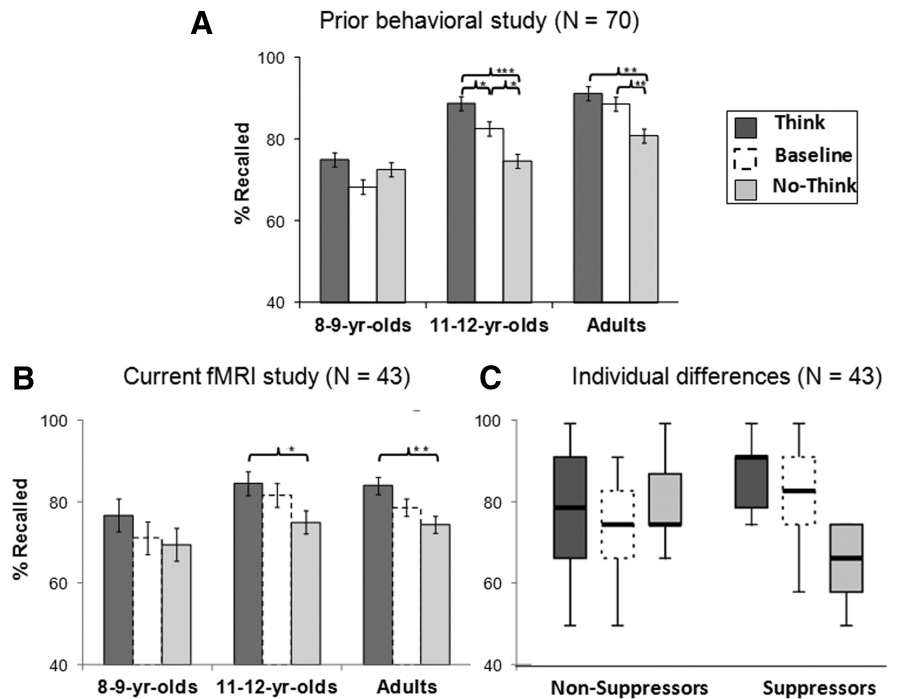 A
Prior behavioral study (N = 70)
100
80
60
40
% Recalled
***
*
*
**
**
8-9-yr-olds
11-12-yr-olds
Adults
Think
Baseline
No-Think
B
Current fMRI study (N = 43)
100
80
60
40
% Recalled
*
**
8-9-yr-olds
11-12-yr-olds
Adults
C
Individual differences (N = 43)
100
80
60
40
Non-Suppressors
Suppressors